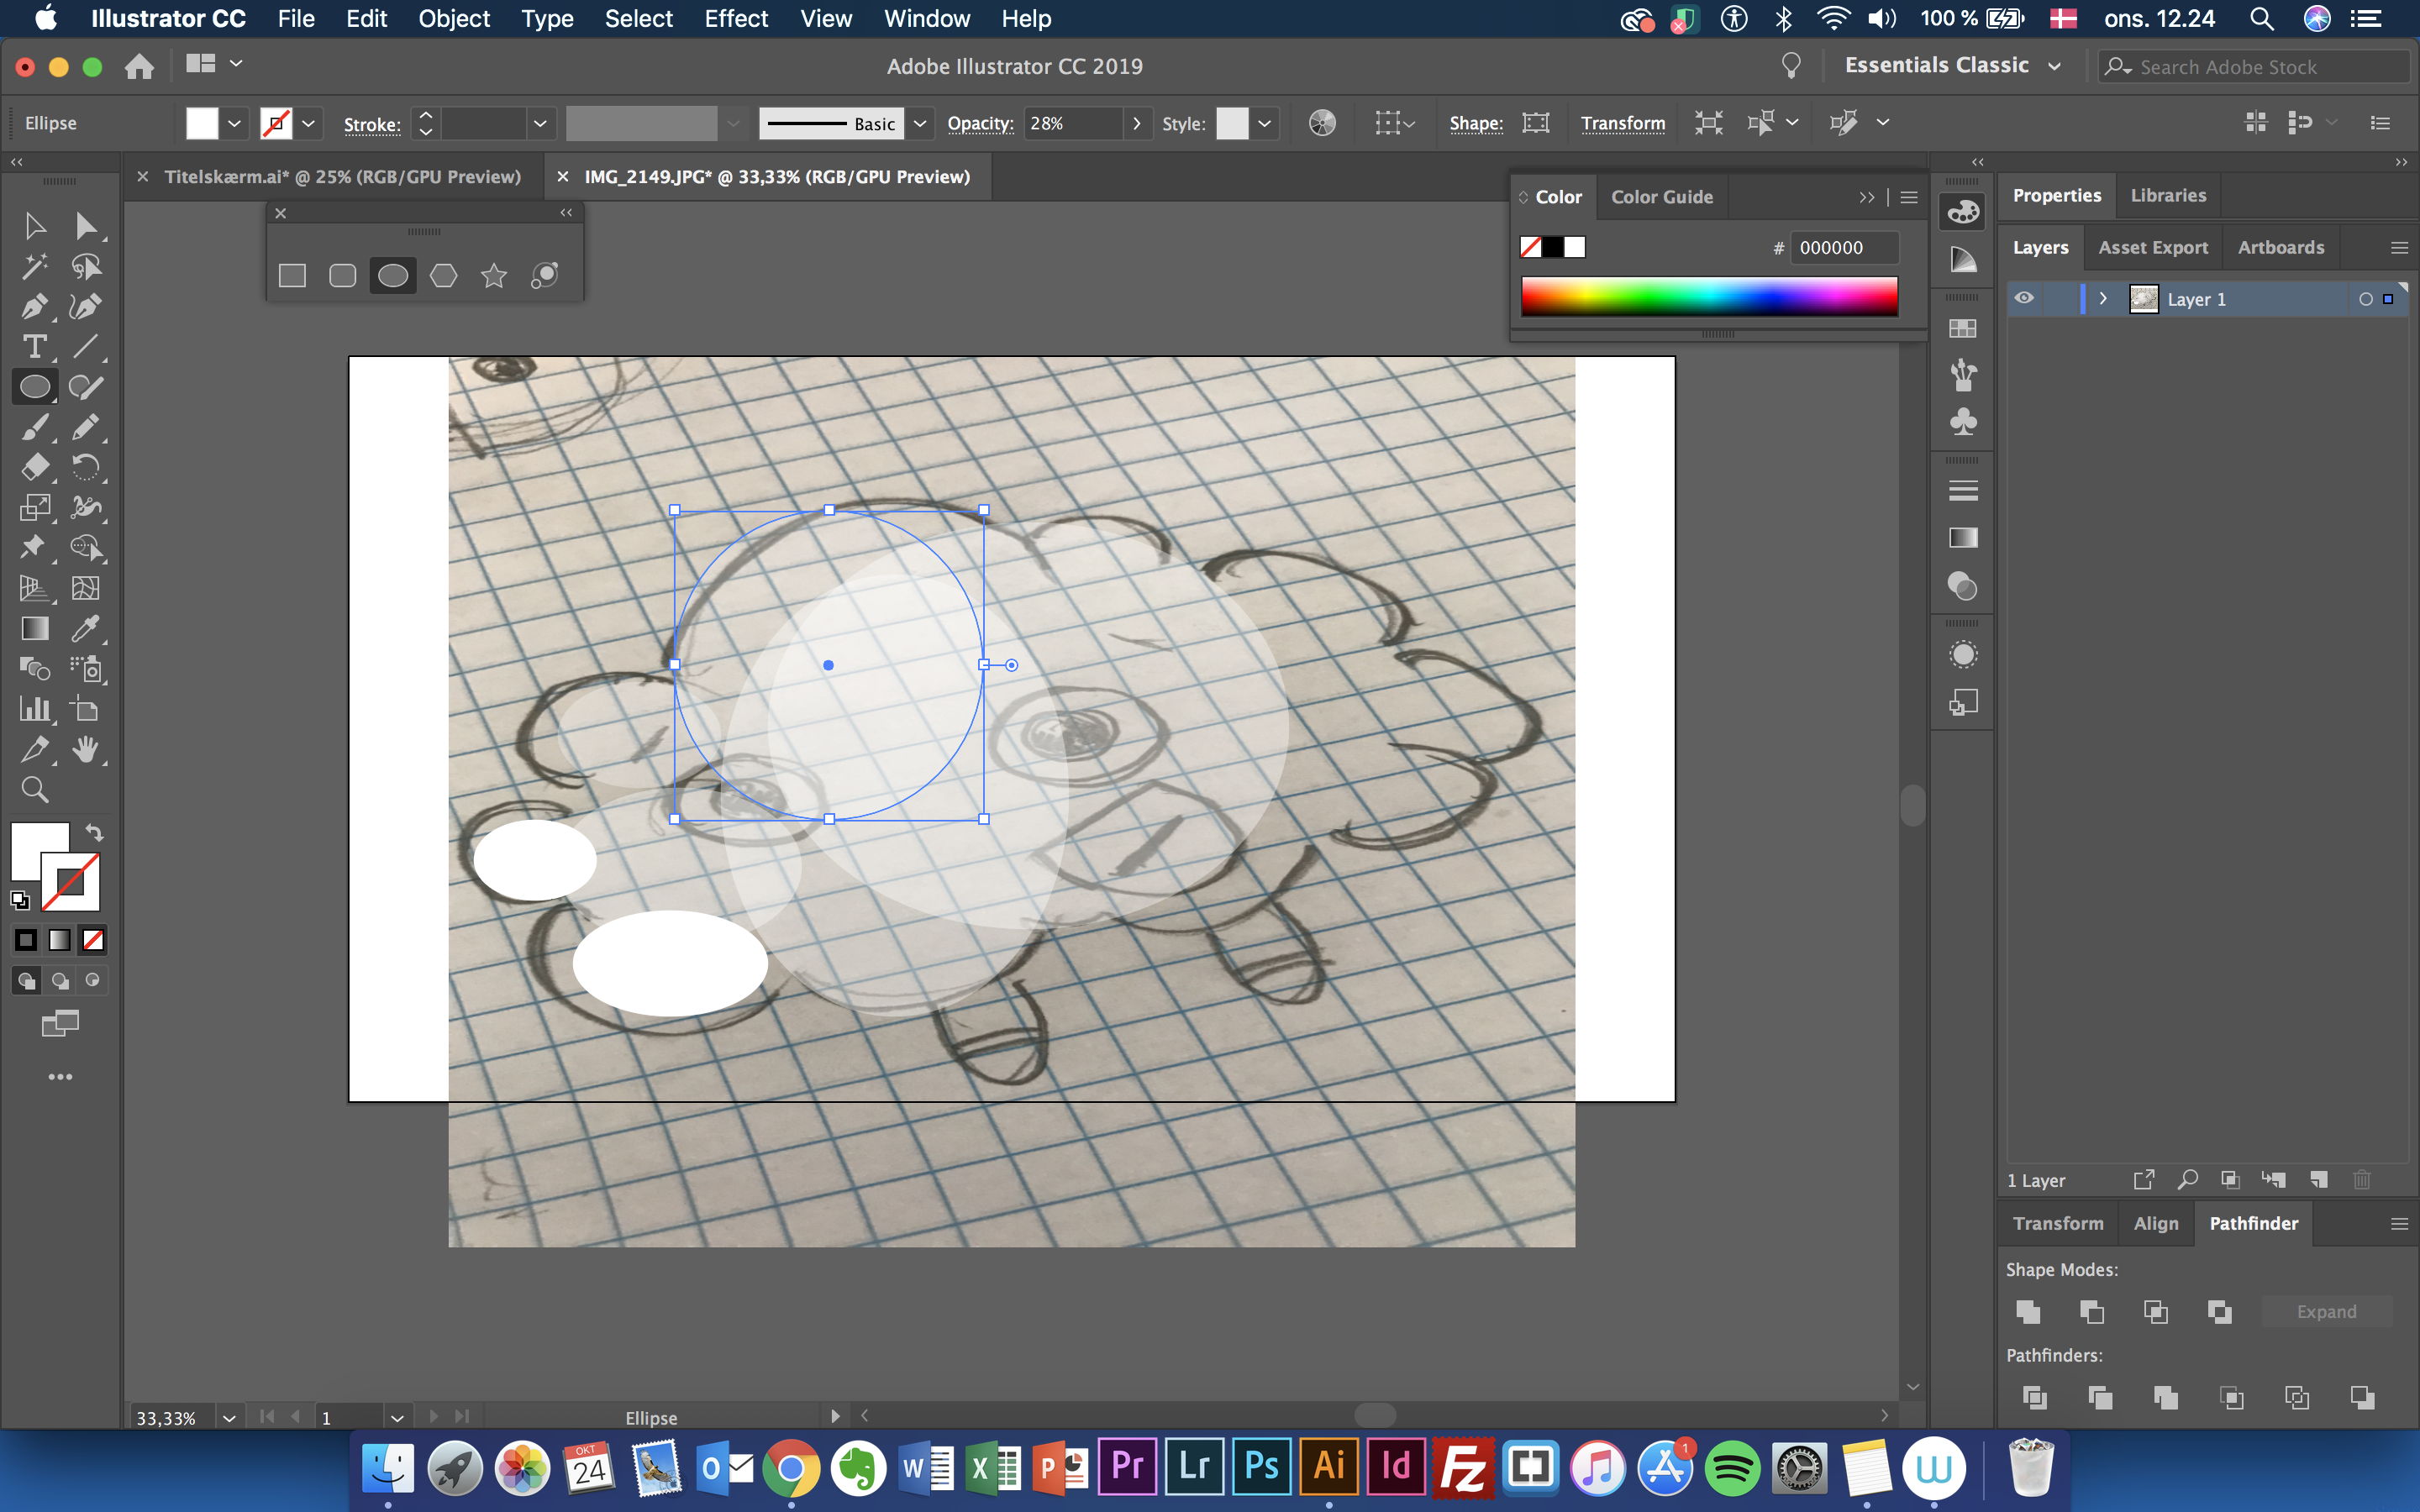 Illustrator CC File Edit Object Type Select Effect View Window Help 100 % ons. 12.24
Adobe Illustrator CC 2019 Essentials Classic Search Adobe Stock
Ellipse Stroke: Basic Opacity: 28% Style: Shape: Transform
Titelskærm.ai* @ 25% (RGB/GPU Preview) IMG_2149.JPG* @ 33,33% (RGB/GPU Preview)
Color Color Guide
# 000000
Properties Libraries
Layers Asset Export Artboards
Layer 1
1 Layer
Transform Align Pathfinder
Shape Modes:
Expand
Pathfinders:
33,33% 1 Ellipse
OKT
24
O W X P Pr Lr Ps Ai Id Fz 1 W